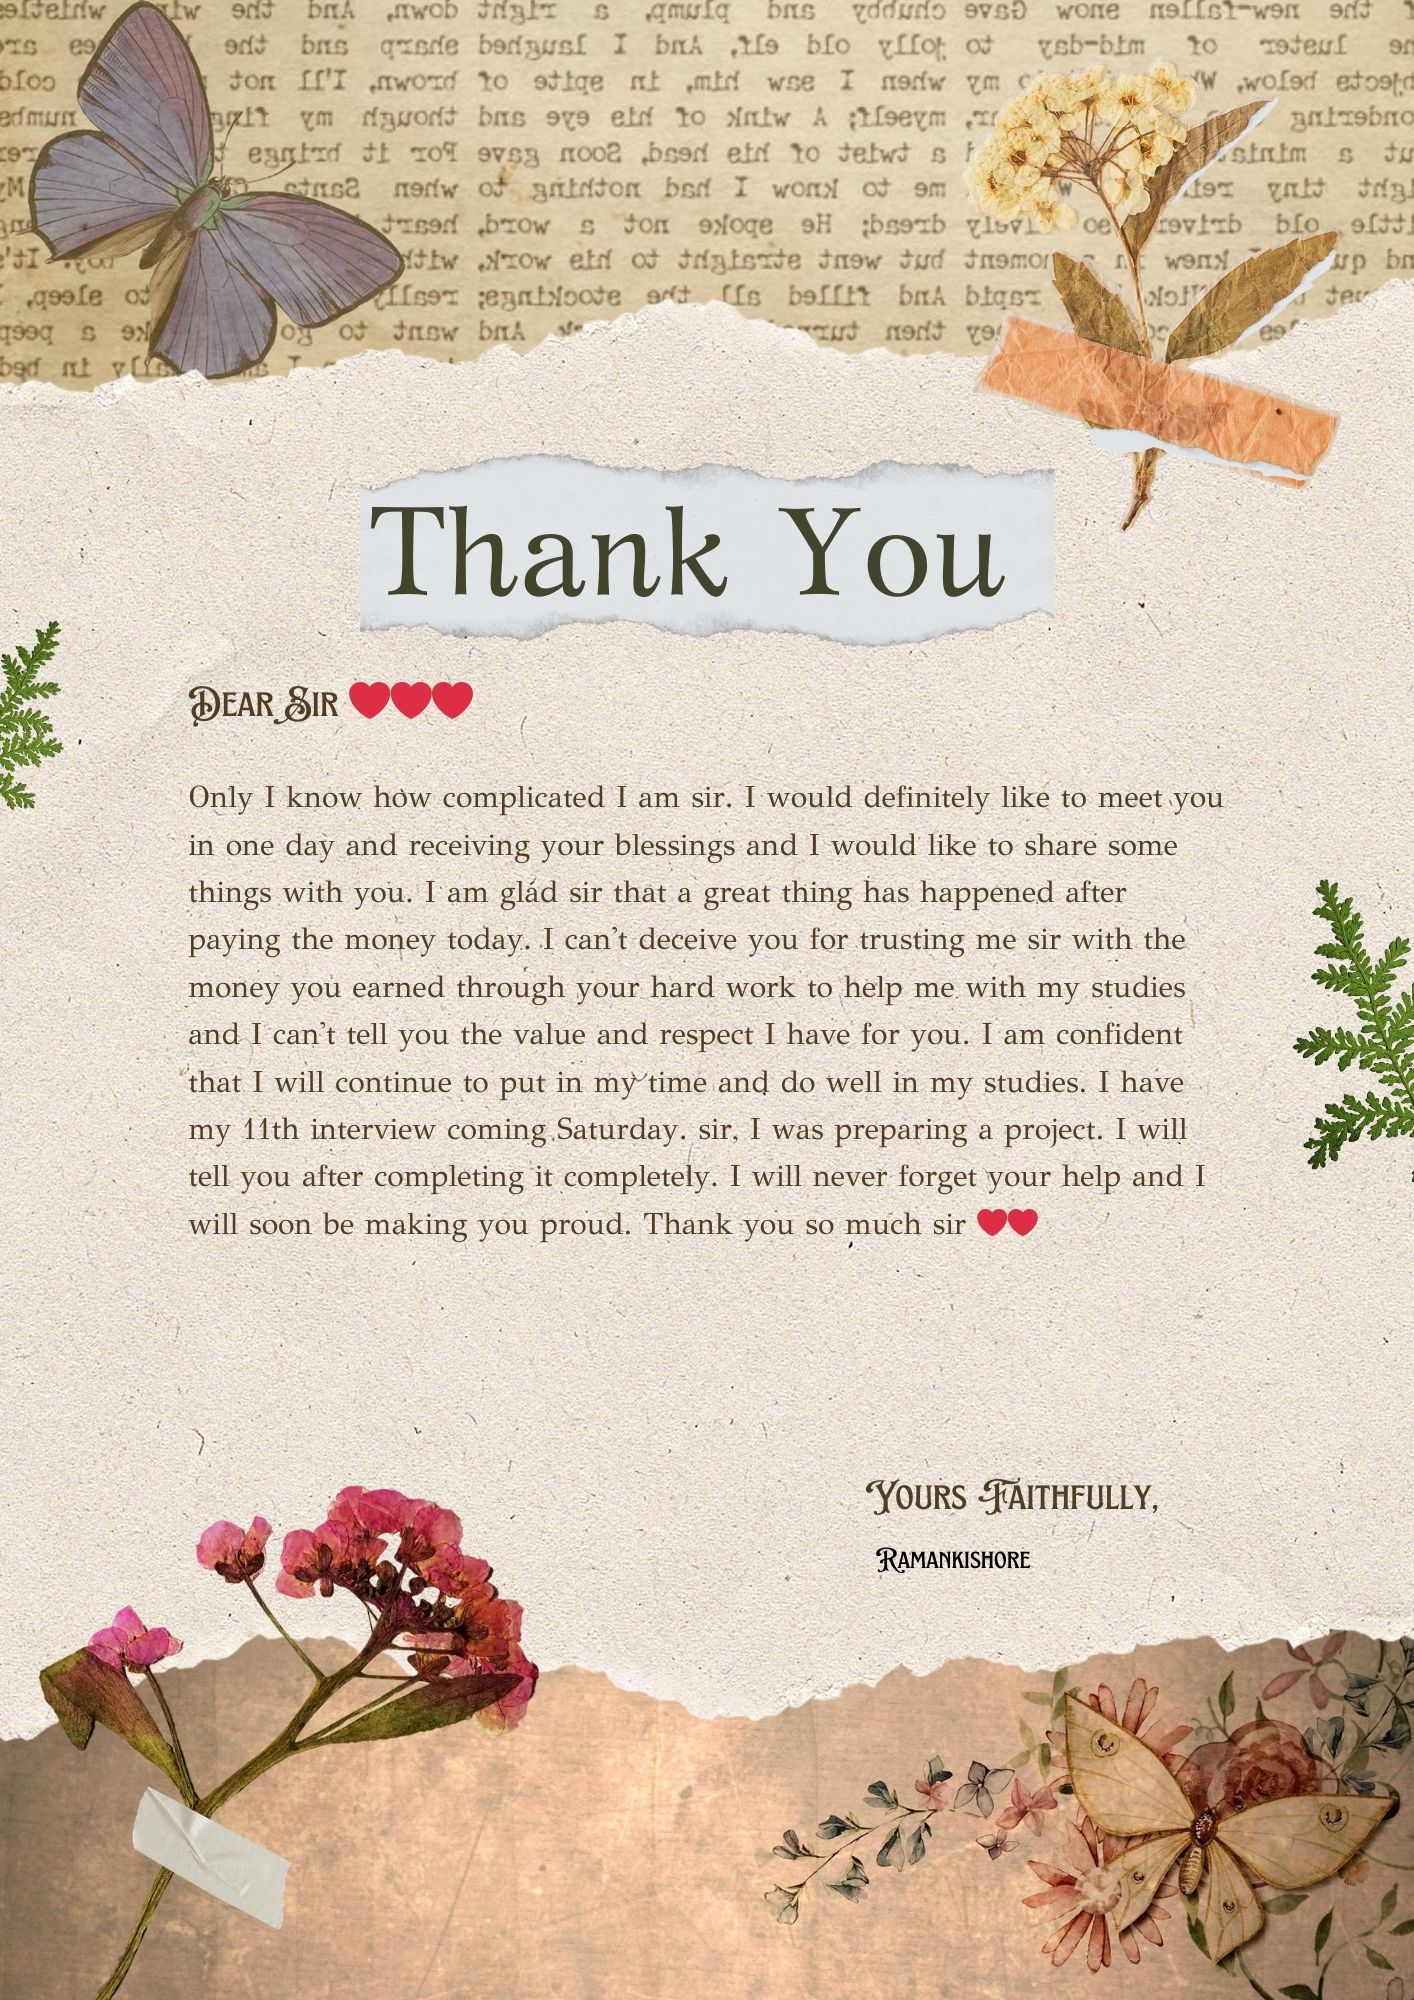 Thank You
Dear Sir ❤❤❤
Only I know how complicated I am sir. I would definitely like to meet you
in one day and receiving your blessings and I would like to share some
things with you. I am glad sir that a great thing has happened after
paying the money today. I can't deceive you for trusting me sir with the
money you earned through your hard work to help me with my studies
and I can't tell you the value and respect I have for you. I am confident
that I will continue to put in my time and do well in my studies. I have
my 11th interview coming Saturday. sir, I was preparing a project. I will
tell you after completing it completely. I will never forget your help and I
will soon be making you proud. Thank you so much sir ❤❤
Yours Faithfully,
Ramankishore